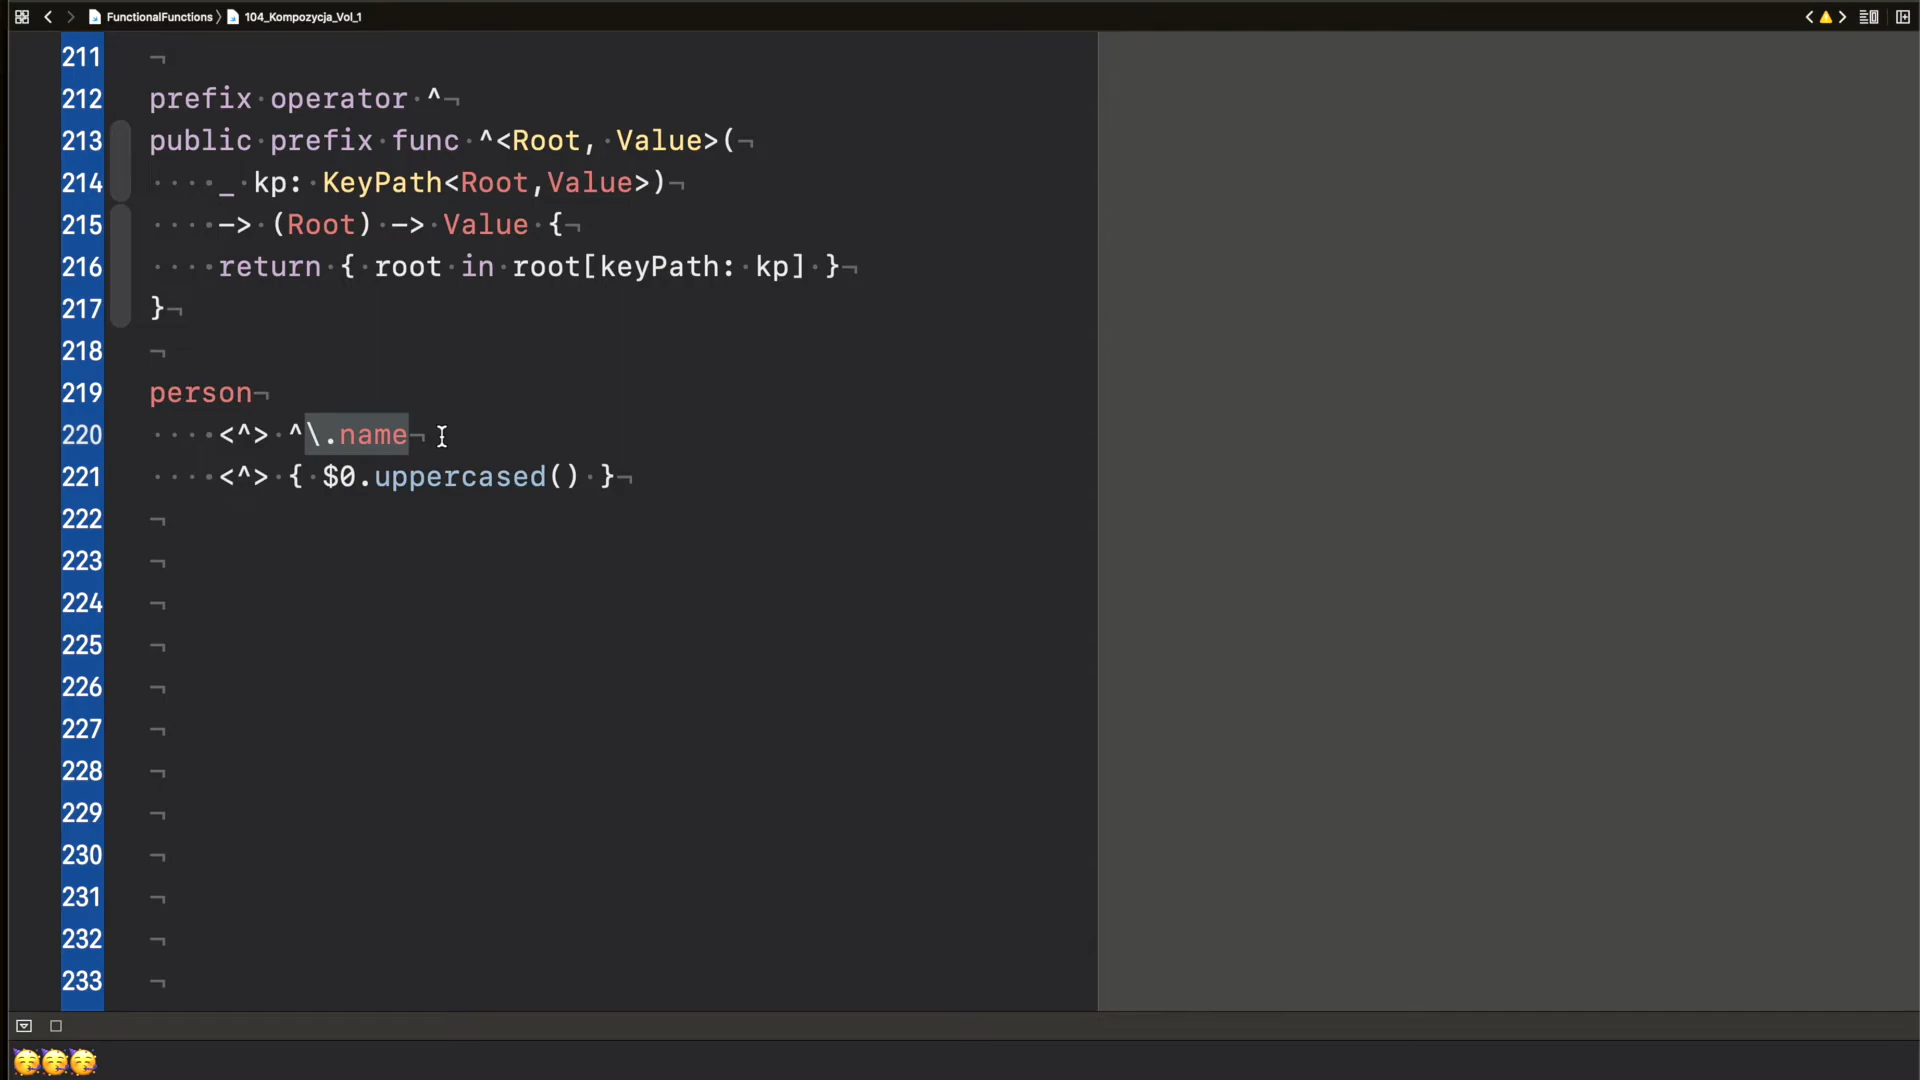 FunctionalFunctions 104_Kompozycja_Vol_1
211
212 prefix operator ^
213 public prefix func ^<Root, Value>(
214 _ kp: KeyPath<Root,Value>)
215 -> (Root) -> Value {
216 return { root in root[keyPath: kp] }
217 }
218
219 person
220 <^> ^\.name
221 <^> { $0.uppercased() }
222
223
224
225
226
227
228
229
230
231
232
233
🥳🥳🥳